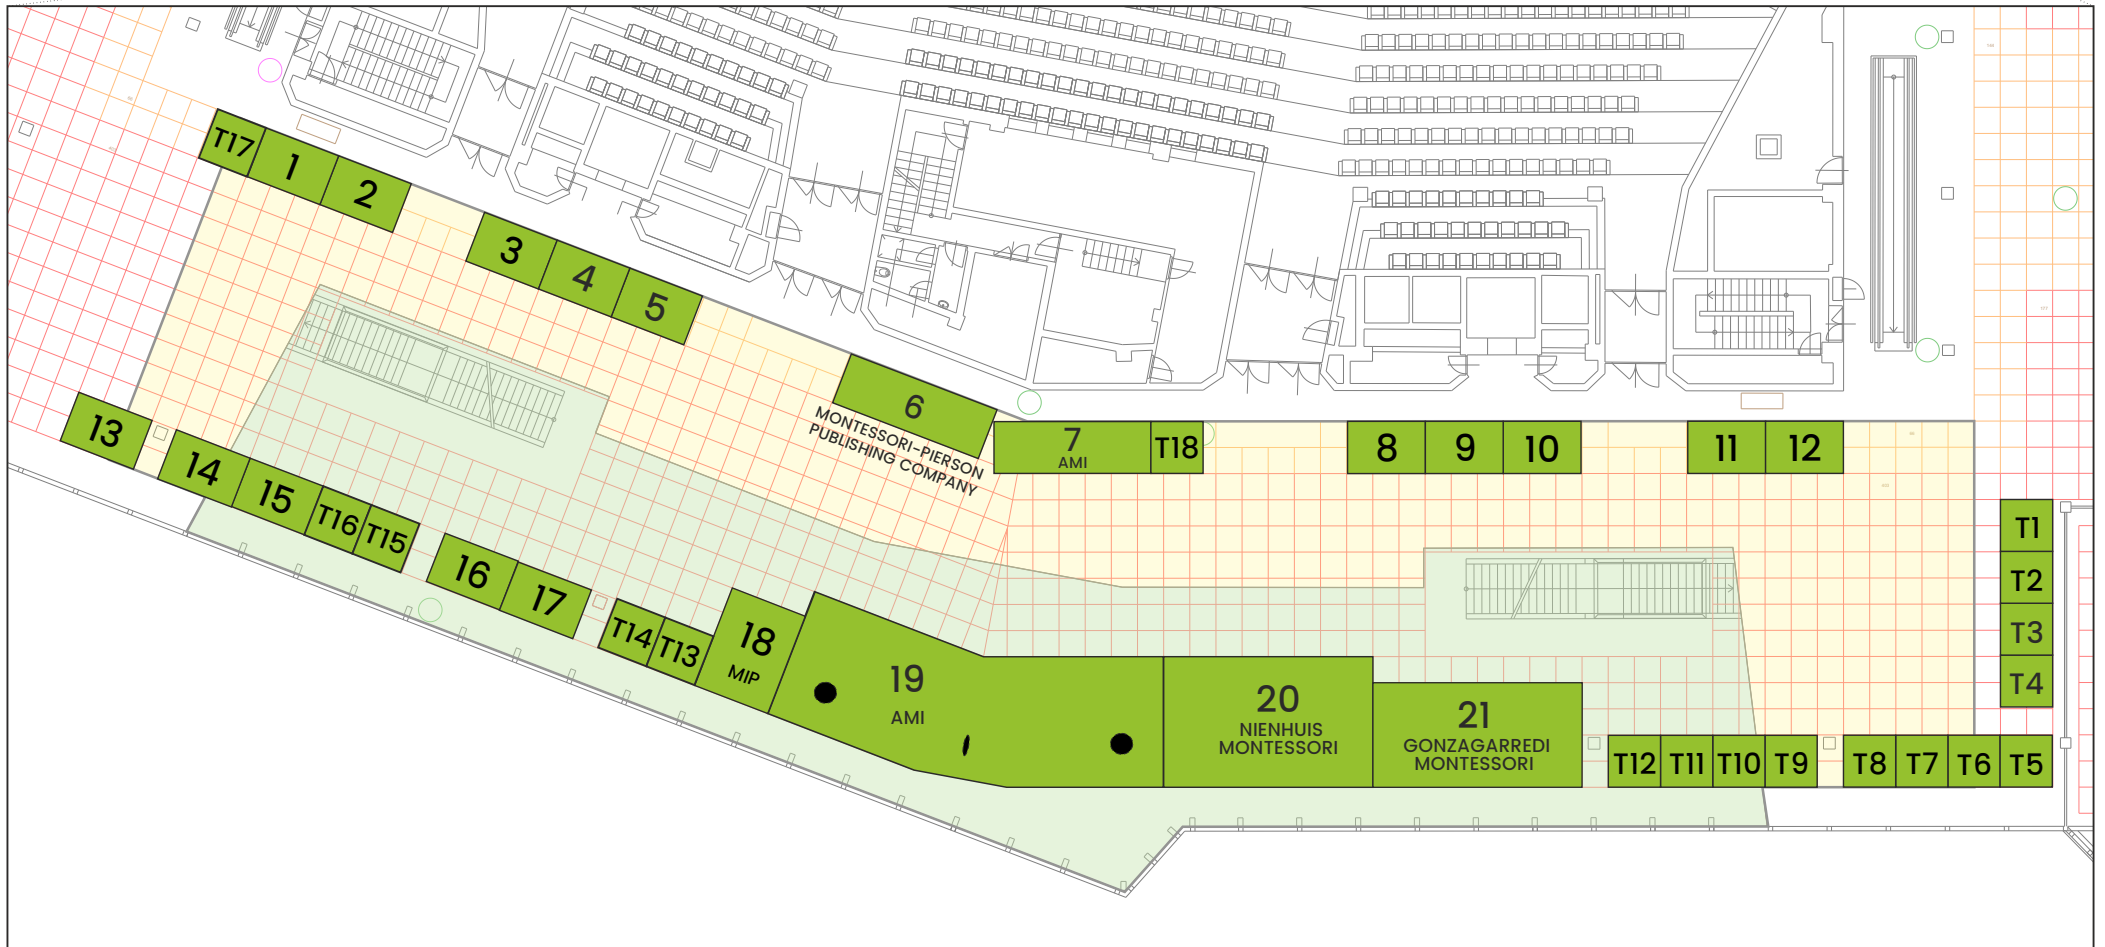 T17
1
2
3
4
5
6
MONTESSORI-PIERSON
PUBLISHING COMPANY
7
AMI
T18
8
9
10
11
12
13
14
15
T16
T15
16
17
T14
T13
18
MIP
19
AMI
20
NIENHUIS
MONTESSORI
21
GONZAGARREDI
MONTESSORI
T12
T11
T10
T9
T8
T7
T6
T5
T1
T2
T3
T4